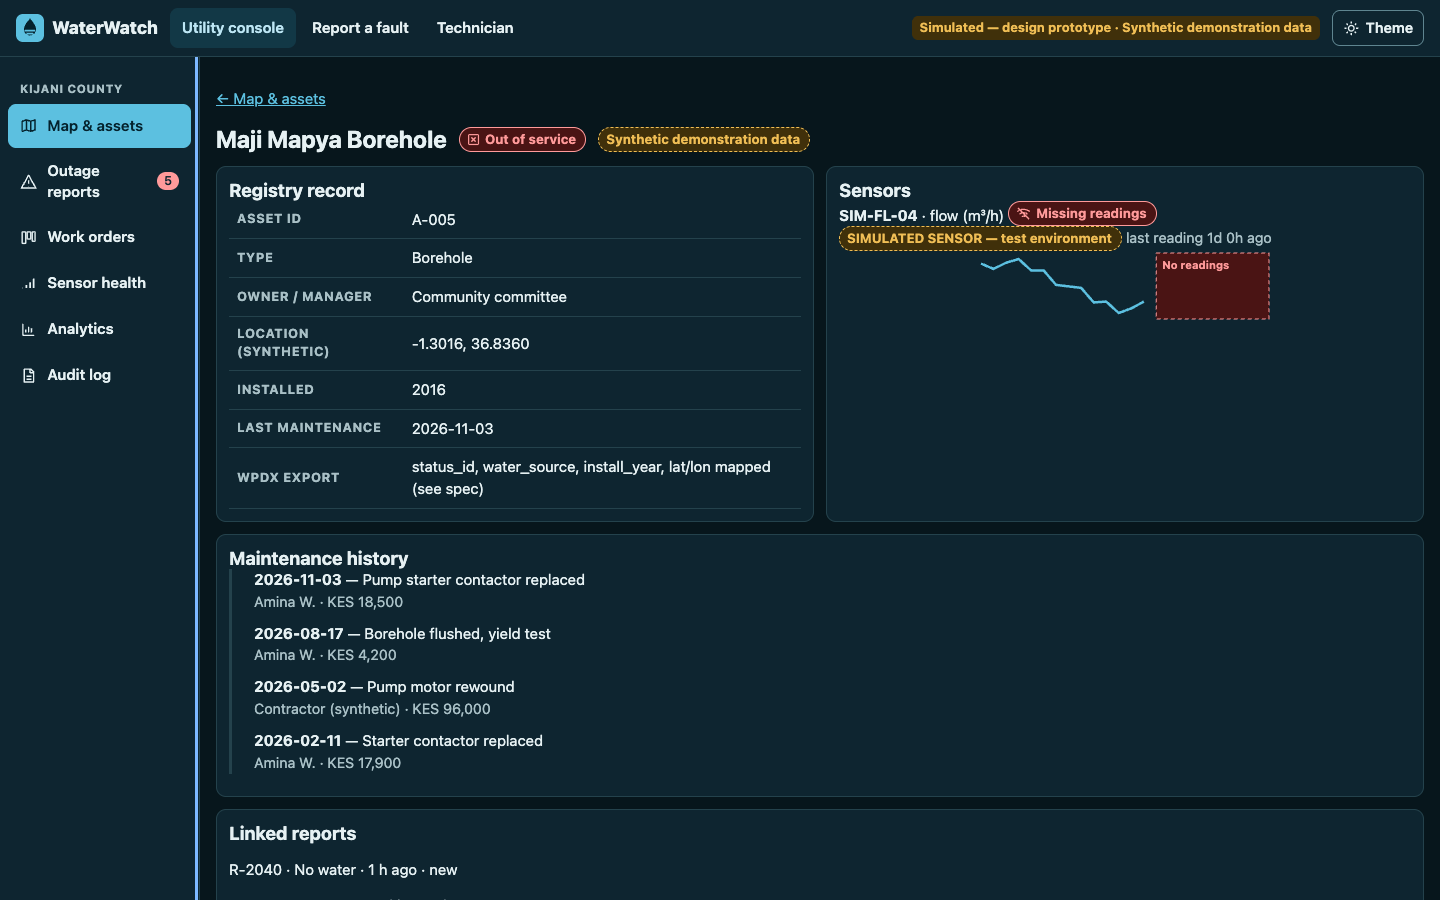 WaterWatch
Utility console
Report a fault
Technician
Simulated — design prototype · Synthetic demonstration data
Theme
KIJANI COUNTY
Map & assets
Outage reports
5
Work orders
Sensor health
Analytics
Audit log
← Map & assets
Maji Mapya Borehole
Out of service
Synthetic demonstration data
Registry record
ASSET ID
A-005
TYPE
Borehole
OWNER / MANAGER
Community committee
LOCATION (SYNTHETIC)
-1.3016, 36.8360
INSTALLED
2016
LAST MAINTENANCE
2026-11-03
WPDX EXPORT
status_id, water_source, install_year, lat/lon mapped
(see spec)
Sensors
SIM-FL-04 · flow (m³/h)
Missing readings
SIMULATED SENSOR — test environment
last reading 1d 0h ago
No readings
Maintenance history
2026-11-03 — Pump starter contactor replaced
Amina W. · KES 18,500
2026-08-17 — Borehole flushed, yield test
Amina W. · KES 4,200
2026-05-02 — Pump motor rewound
Contractor (synthetic) · KES 96,000
2026-02-11 — Starter contactor replaced
Amina W. · KES 17,900
Linked reports
R-2040 · No water · 1 h ago · new